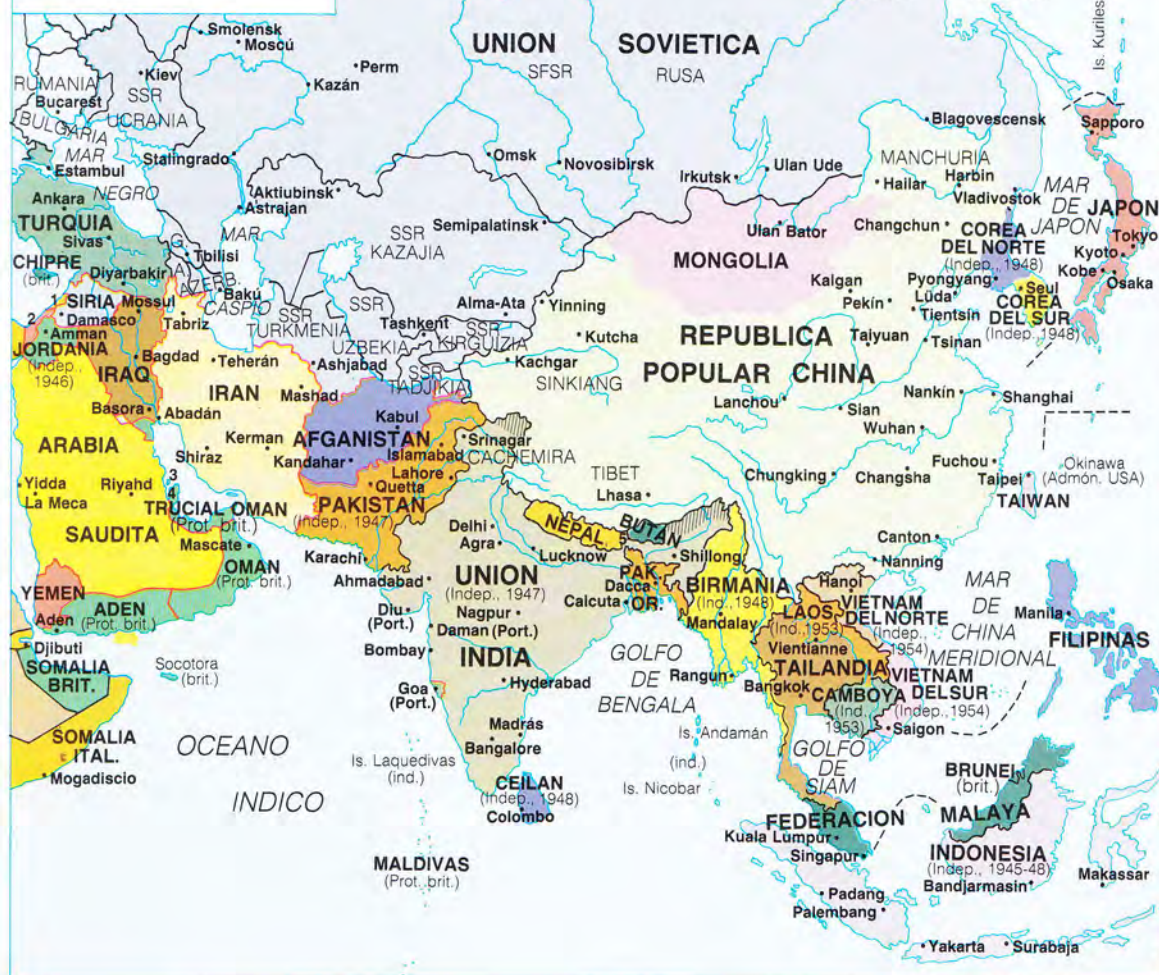 Smolensk
Moscú
UNION SOVIETICA
SFSR RUSA
Is. Kuriles
Kiev
Perm
Kazán
RUMANIA
Bucarest
SSR
UCRANIA
BULGARIA
MAR
NEGRO
Estambul
Stalingrado
Omsk
Novosibirsk
Irkutsk
Ulan Ude
Blagovescensk
Sapporo
MANCHURIA
Hailar
Harbin
Vladivostok
MAR
DE
JAPON
JAPON
Tokyo
Kyoto
Kobe
Osaka
Ankara
TURQUIA
Sivas
CHIPRE
(brit.)
Diyarbakir
Aktiubinsk
Astrajan
MAR
CASPIO
G.
Tbilisi
A.
AZERB.
Bakú
SSR
KAZAJIA
Semipalatinsk
Ulan Bator
MONGOLIA
Changchun
COREA
DEL NORTE
(Indep., 1948)
Pyongyang
Seul
COREA
DEL SUR
(Indep., 1948)
Kalgan
Pekín
Lüda
Tientsin
Taiyuan
Tsinan
1
SIRIA
2
Damasco
Amman
JORDANIA
(Indep.,
1946)
Mossul
Tabriz
IRAQ
Bagdad
Teherán
SSR
TURKMENIA
SSR
UZBEKIA
Tashkent
Alma-Ata
SSR
KIRGUIZIA
Yinning
Kutcha
Kachgar
SINKIANG
REPUBLICA
POPULAR CHINA
Lanchou
Sian
Nankín
Shanghai
Wuhan
Ashjabad
SSR
TADJIKIA
Mashad
IRAN
Basora
Abadán
Kerman
Shiraz
Kabul
AFGANISTAN
Kandahar
Islamabad
Srinagar
CACHEMIRA
Lahore
Quetta
PAKISTAN
(Indep., 1947)
Karachi
TIBET
Lhasa
Chungking
Changsha
Fuchou
Taipei
TAIWAN
Okinawa
(Admón. USA)
Canton
Nanning
ARABIA
SAUDITA
Yidda
La Meca
Riyahd
3
4
TRUCIAL OMAN
(Prot. brit.)
Mascate
OMAN
(Prot. brit.)
YEMEN
Aden
ADEN
(Prot. brit.)
Djibuti
SOMALIA
BRIT.
Socotora
(brit.)
SOMALIA
ITAL.
Mogadiscio
Delhi
Agra
Lucknow
NEPAL
5
BUTAN
Shillong
Ahmadabad
UNION
(Indep., 1947)
INDIA
Nagpur
Diu
(Port.)
Daman (Port.)
Bombay
Goa
(Port.)
Hyderabad
Madrás
Bangalore
PAK.
OR.
Dacca
Calcuta
BIRMANIA
(Ind., 1948)
Mandalay
Rangun
GOLFO
DE
BENGALA
Hanoi
LAOS
(Ind., 1953)
Vientianne
VIETNAM
DEL NORTE
(Indep.,
1954)
TAILANDIA
Bangkok
CAMBOYA
(Ind.,
1953)
VIETNAM
DEL SUR
(Indep., 1954)
Saigon
MAR
DE
CHINA
MERIDIONAL
Manila
FILIPINAS
OCEANO
INDICO
Is. Laquedivas
(ind.)
CEILAN
(Indep., 1948)
Colombo
MALDIVAS
(Prot. brit.)
Is. Andamán
(ind.)
Is. Nicobar
GOLFO
DE
SIAM
FEDERACION MALAYA
Kuala Lumpur
Singapur
BRUNEI
(brit.)
INDONESIA
(Indep., 1945-48)
Bandjarmasin
Makassar
Padang
Palembang
Yakarta
Surabaja